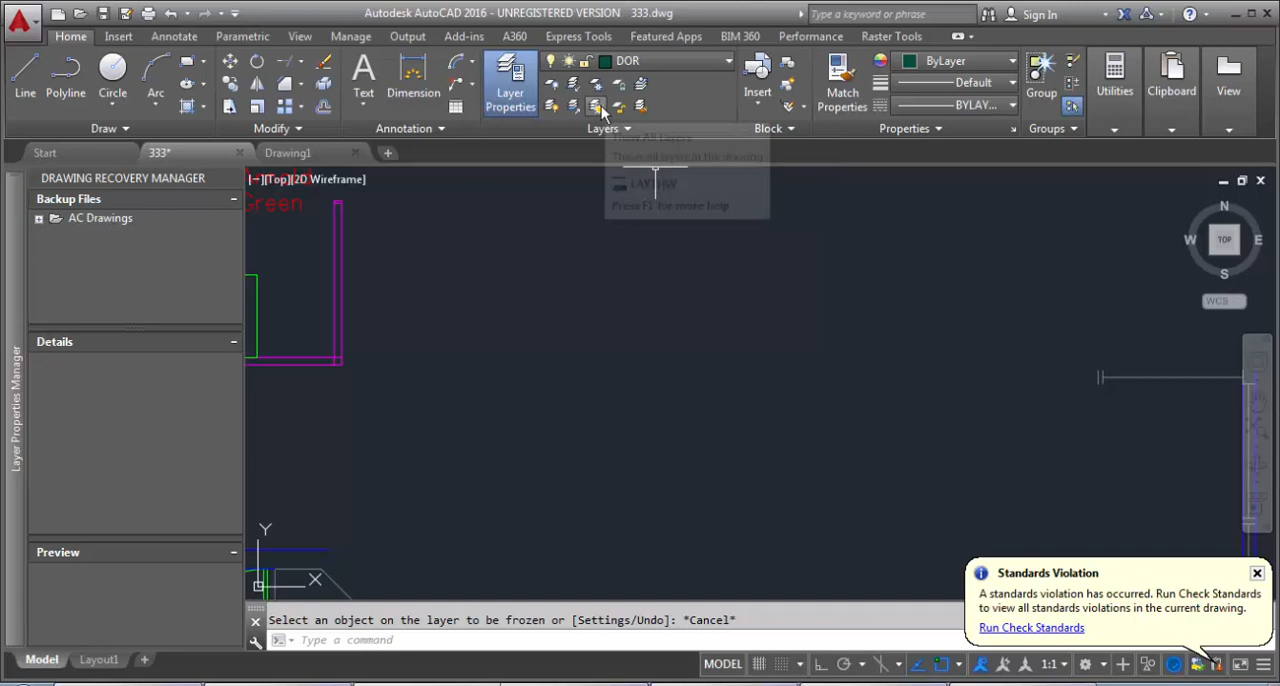 Autodesk AutoCAD 2016 - UNREGISTERED VERSION 333.dwg
Type a keyword or phrase
Sign In
Home Insert Annotate Parametric View Manage Output Add-ins A360 Express Tools Featured Apps BIM 360 Performance Raster Tools
Line
Polyline
Circle
Arc
Text
Dimension
Layer Properties
DOR
Insert
Match Properties
ByLayer
Default
BYLAY...
Group
Utilities
Clipboard
View
Draw
Modify
Annotation
Layers
Block
Properties
Groups
Start
333*
Drawing1
DRAWING RECOVERY MANAGER
Backup Files
AC Drawings
Details
Preview
Layer Properties Manager
[−][Top][2D Wireframe]
Green
Press F1 for more help
N
W
TOP
E
S
WCS
Y
X
Standards Violation
A standards violation has occurred. Run Check Standards
to view all standards violations in the current drawing.
Run Check Standards
Select an object on the layer to be frozen or [Settings/Undo]: *Cancel*
Type a command
Model
Layout1
MODEL
1:1